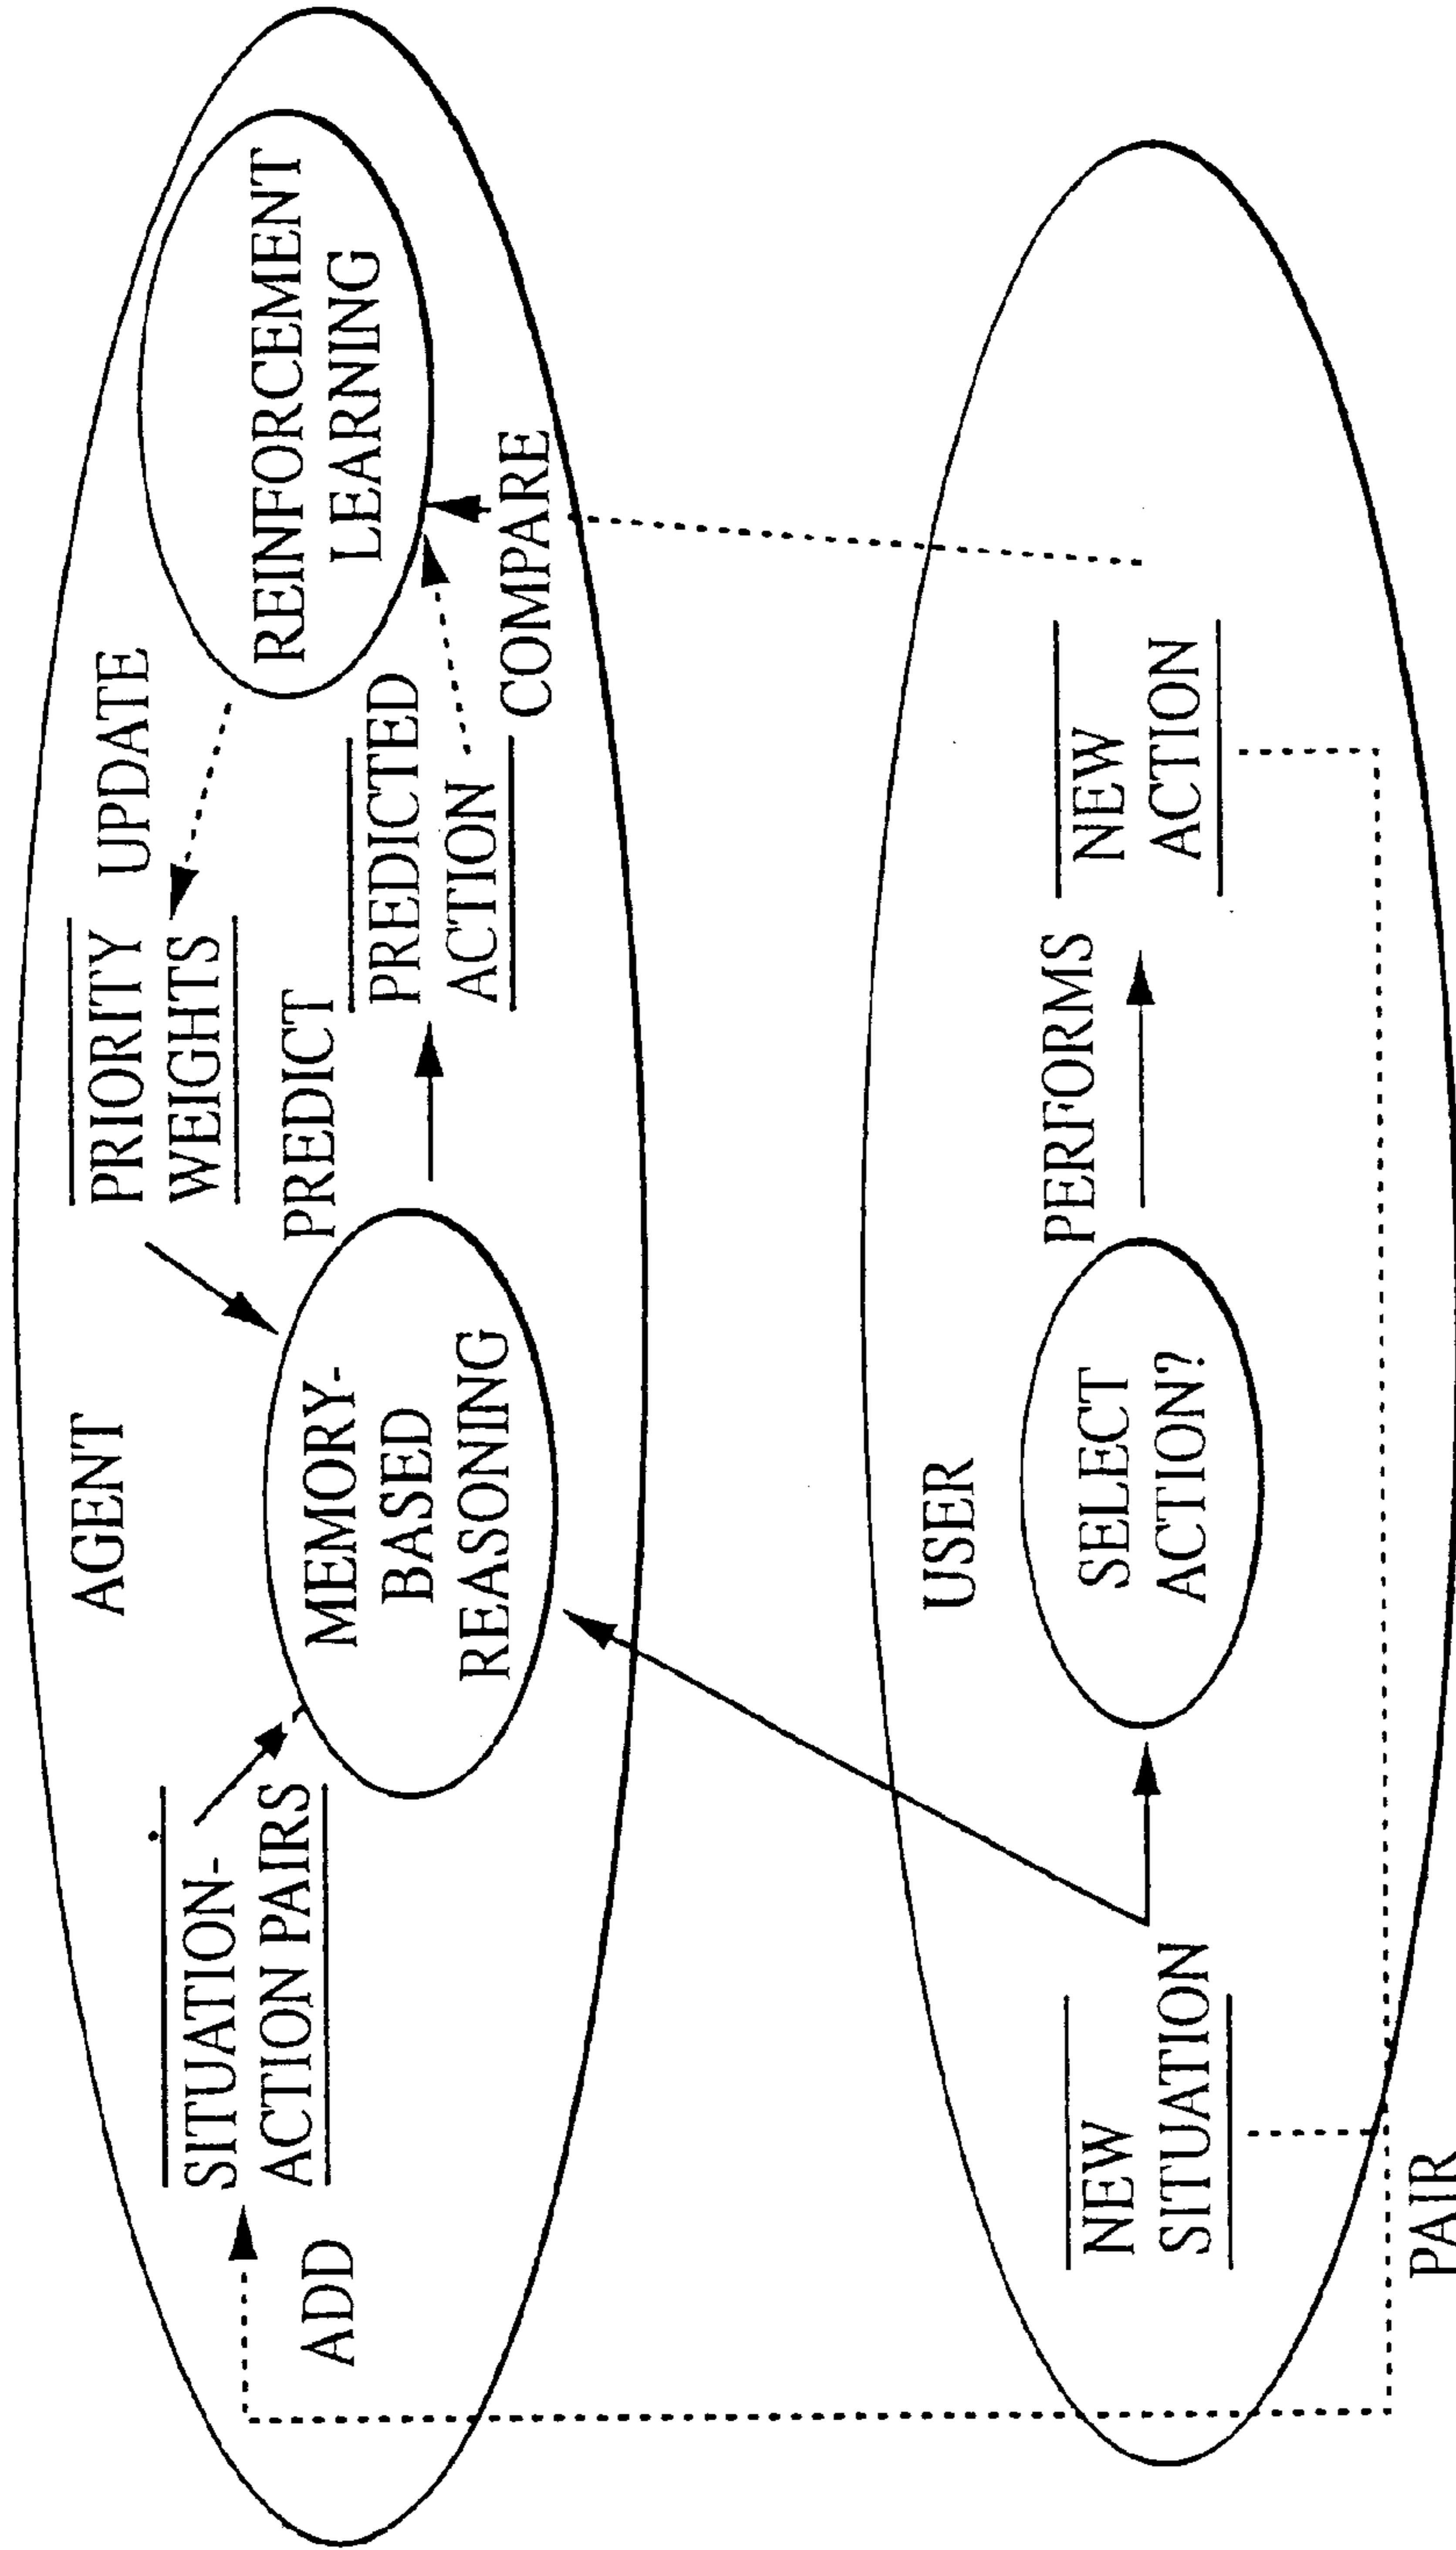 AGENT
SITUATION-
ACTION PAIRS
ADD
MEMORY-
BASED
REASONING
PRIORITY
WEIGHTS
UPDATE
PREDICT
PREDICTED
ACTION
REINFORCEMENT
LEARNING
COMPARE
USER
NEW
SITUATION
SELECT
ACTION?
PERFORMS
NEW
ACTION
PAIR